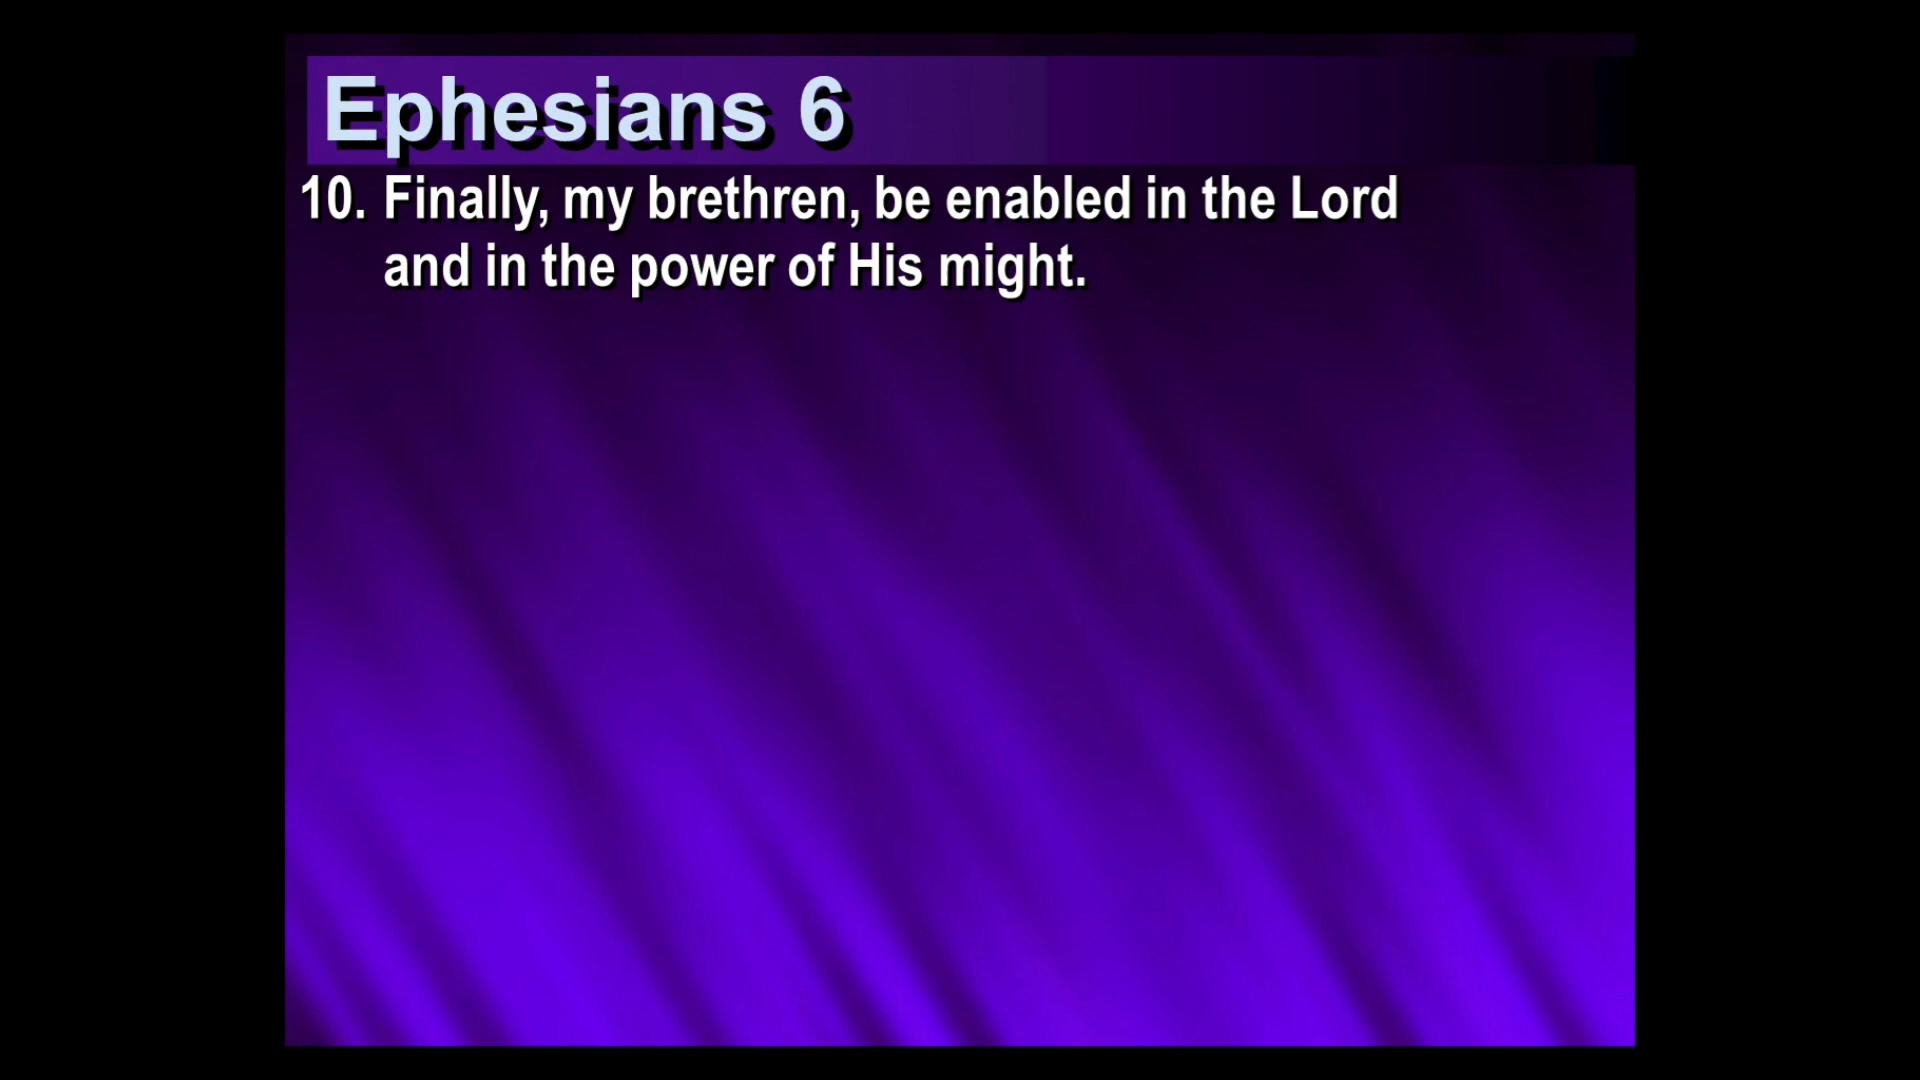 Ephesians 6
10. Finally, my brethren, be enabled in the Lord
and in the power of His might.